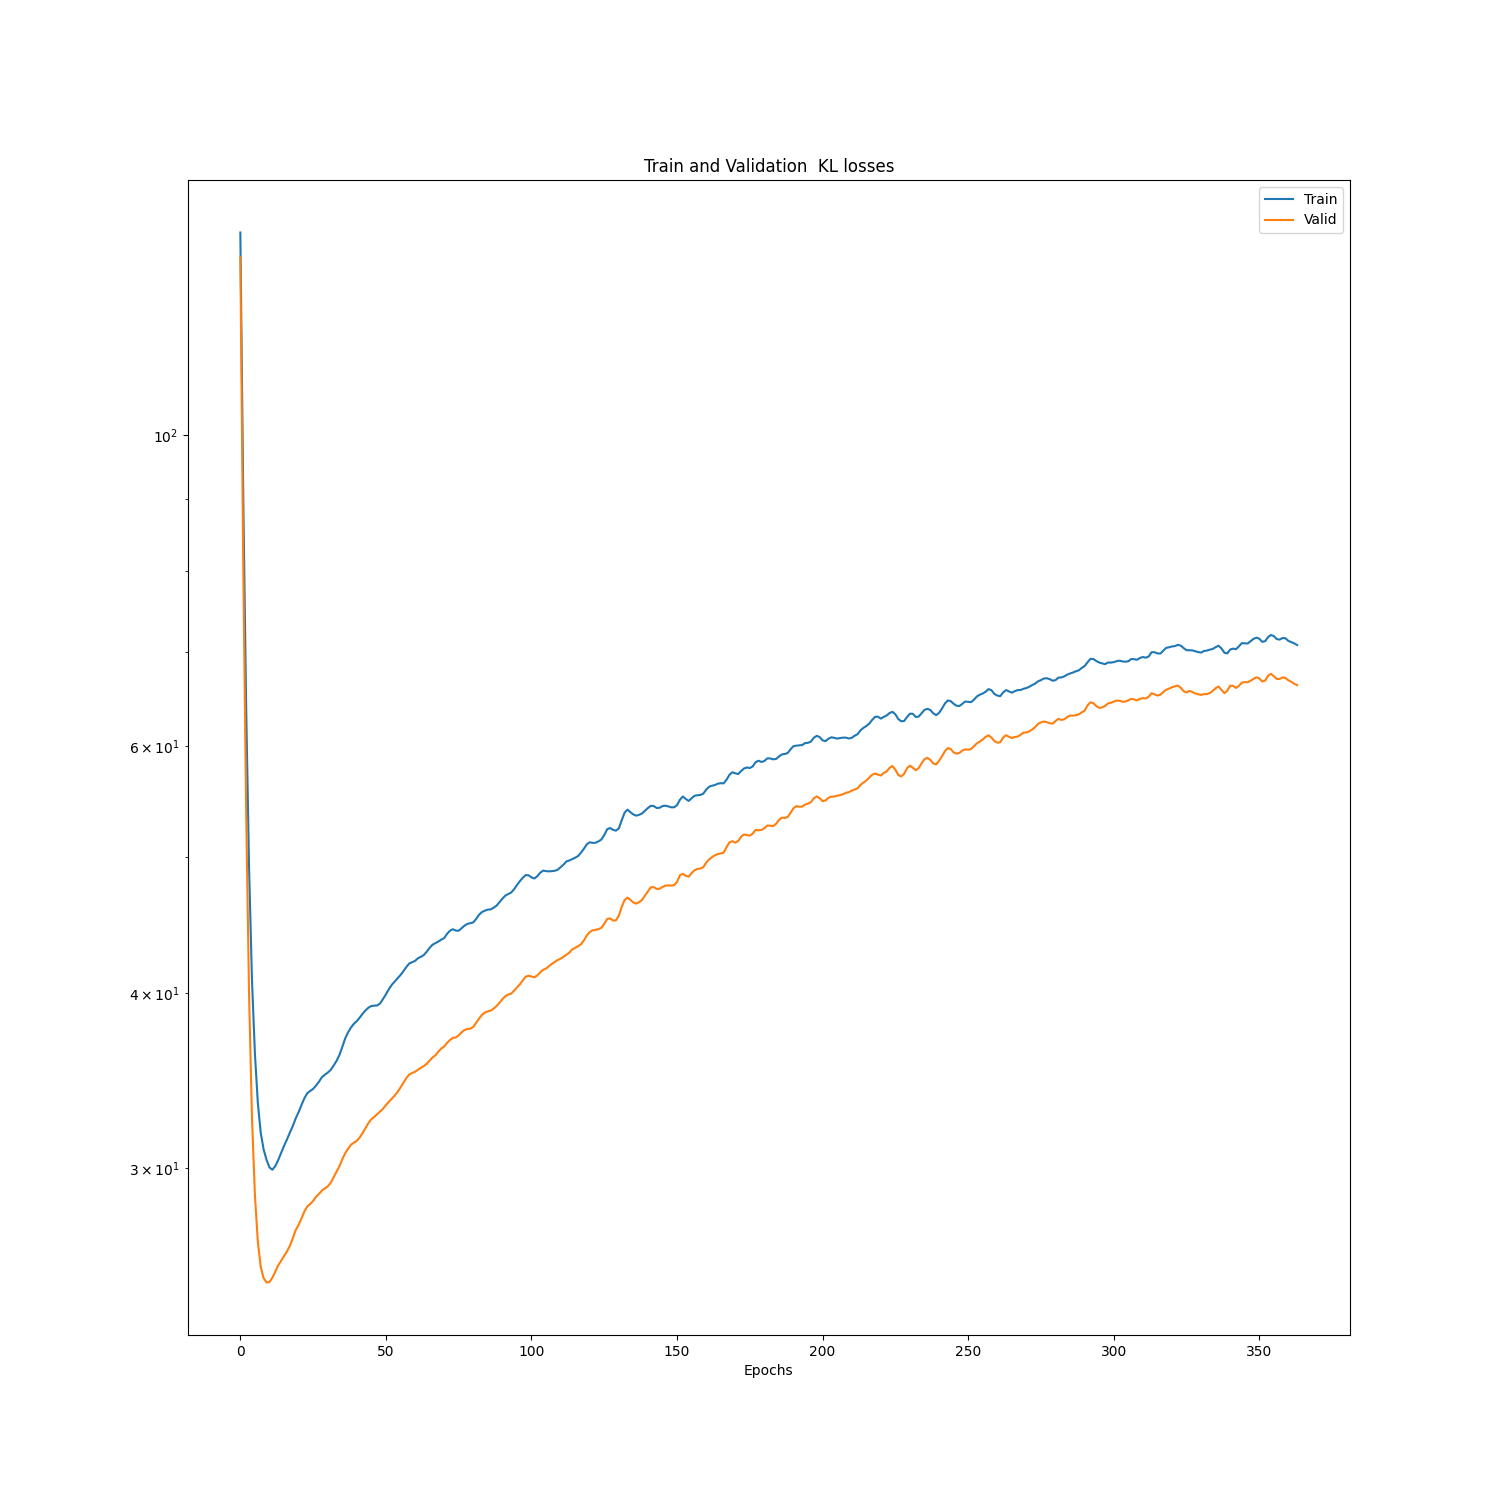 Train and Validation  KL losses
Train
Valid
10²
6 × 10¹
4 × 10¹
3 × 10¹
0 50 100 150 200 250 300 350
Epochs